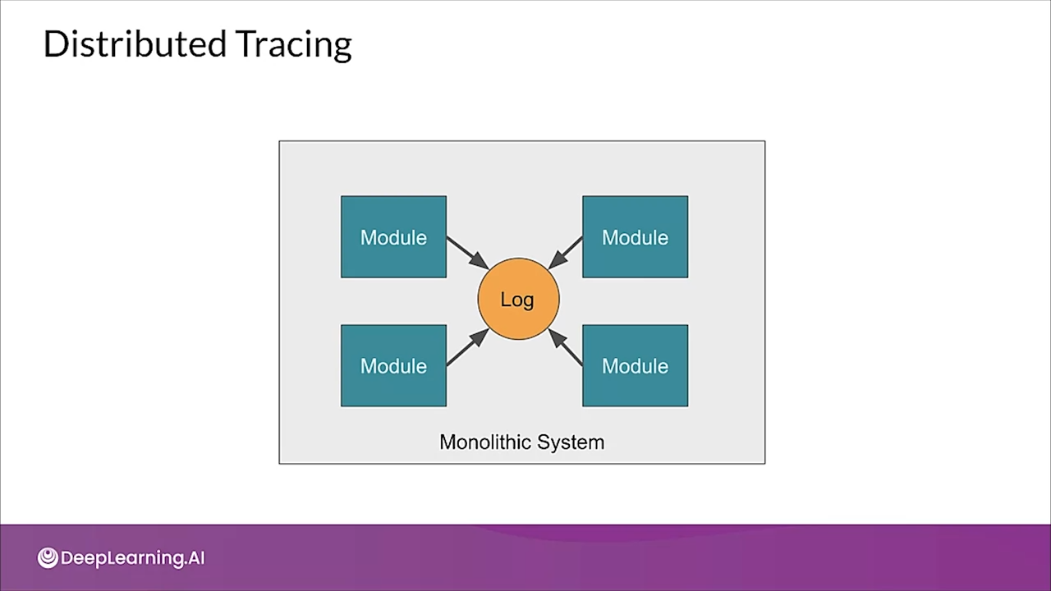 Distributed Tracing
Module
Module
Log
Module
Module
Monolithic System
DeepLearning.AI